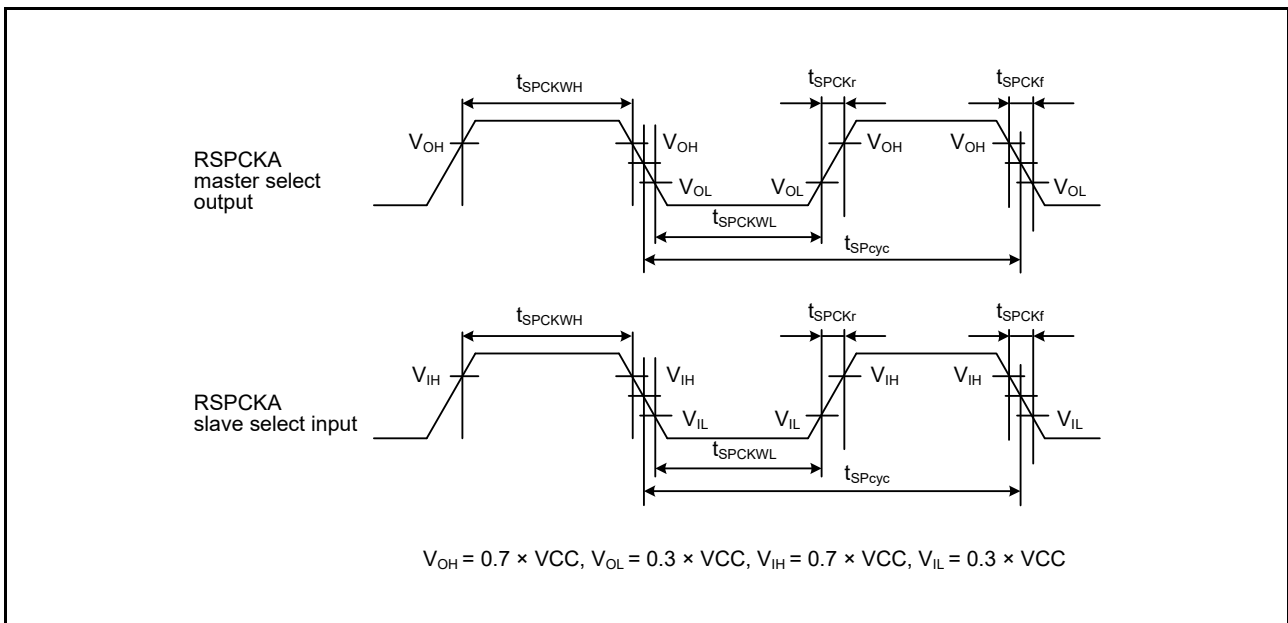 tSPCKWH
tSPCKr
tSPCKf
VOH
VOH
VOH
VOH
RSPCKA
master select
output
VOL
VOL
VOL
tSPCKWL
tSPcyc
tSPCKWH
tSPCKr
tSPCKf
VIH
VIH
VIH
VIH
RSPCKA
slave select input
VIL
VIL
VIL
tSPCKWL
tSPcyc
VOH = 0.7 × VCC, VOL = 0.3 × VCC, VIH = 0.7 × VCC, VIL = 0.3 × VCC